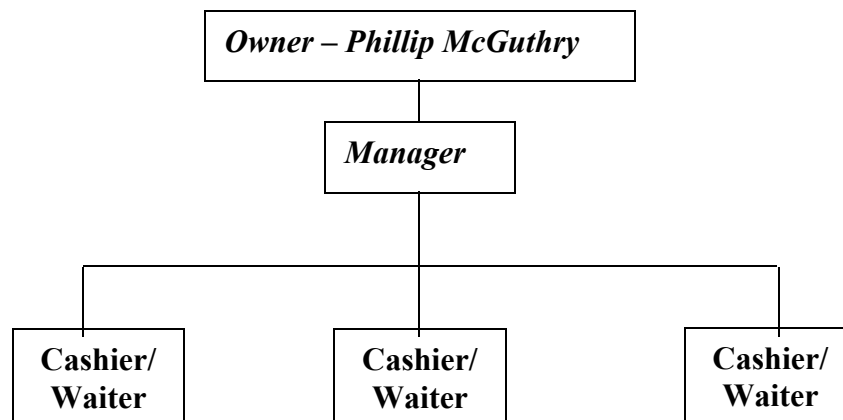 Owner – Phillip McGuthry
Manager
Cashier/
Waiter
Cashier/
Waiter
Cashier/
Waiter